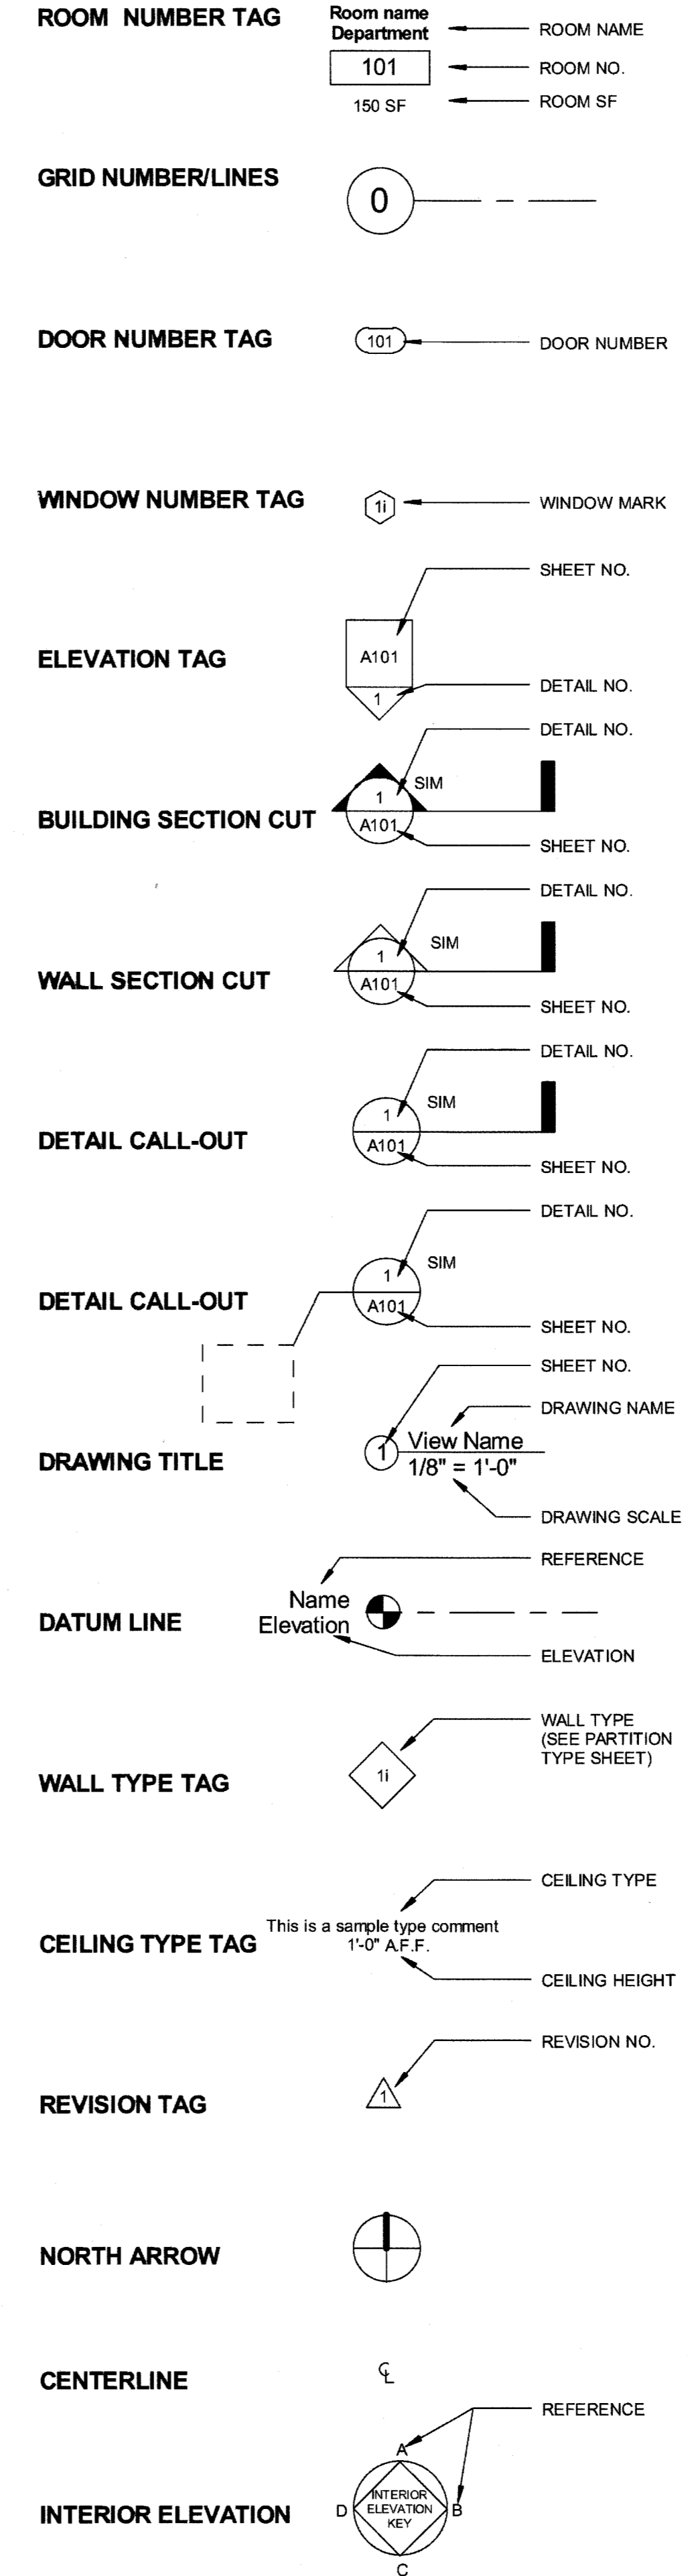 ROOM NUMBER TAG
Room name
Department
ROOM NAME
101
ROOM NO.
150 SF
ROOM SF
GRID NUMBER/LINES
0
DOOR NUMBER TAG
101
DOOR NUMBER
WINDOW NUMBER TAG
1i
WINDOW MARK
SHEET NO.
ELEVATION TAG
A101
1
DETAIL NO.
DETAIL NO.
SIM
1
BUILDING SECTION CUT
A101
SHEET NO.
DETAIL NO.
SIM
1
WALL SECTION CUT
A101
SHEET NO.
DETAIL NO.
SIM
1
DETAIL CALL-OUT
A101
SHEET NO.
DETAIL NO.
SIM
1
DETAIL CALL-OUT
A101
SHEET NO.
SHEET NO.
DRAWING NAME
DRAWING TITLE
1
View Name
1/8" = 1'-0"
DRAWING SCALE
REFERENCE
DATUM LINE
Name
Elevation
ELEVATION
WALL TYPE
(SEE PARTITION
TYPE SHEET)
WALL TYPE TAG
1i
CEILING TYPE
CEILING TYPE TAG
This is a sample type comment
1'-0" A.F.F.
CEILING HEIGHT
REVISION NO.
REVISION TAG
1
NORTH ARROW
CENTERLINE
℄
REFERENCE
A
INTERIOR ELEVATION
D
INTERIOR
ELEVATION
KEY
B
C